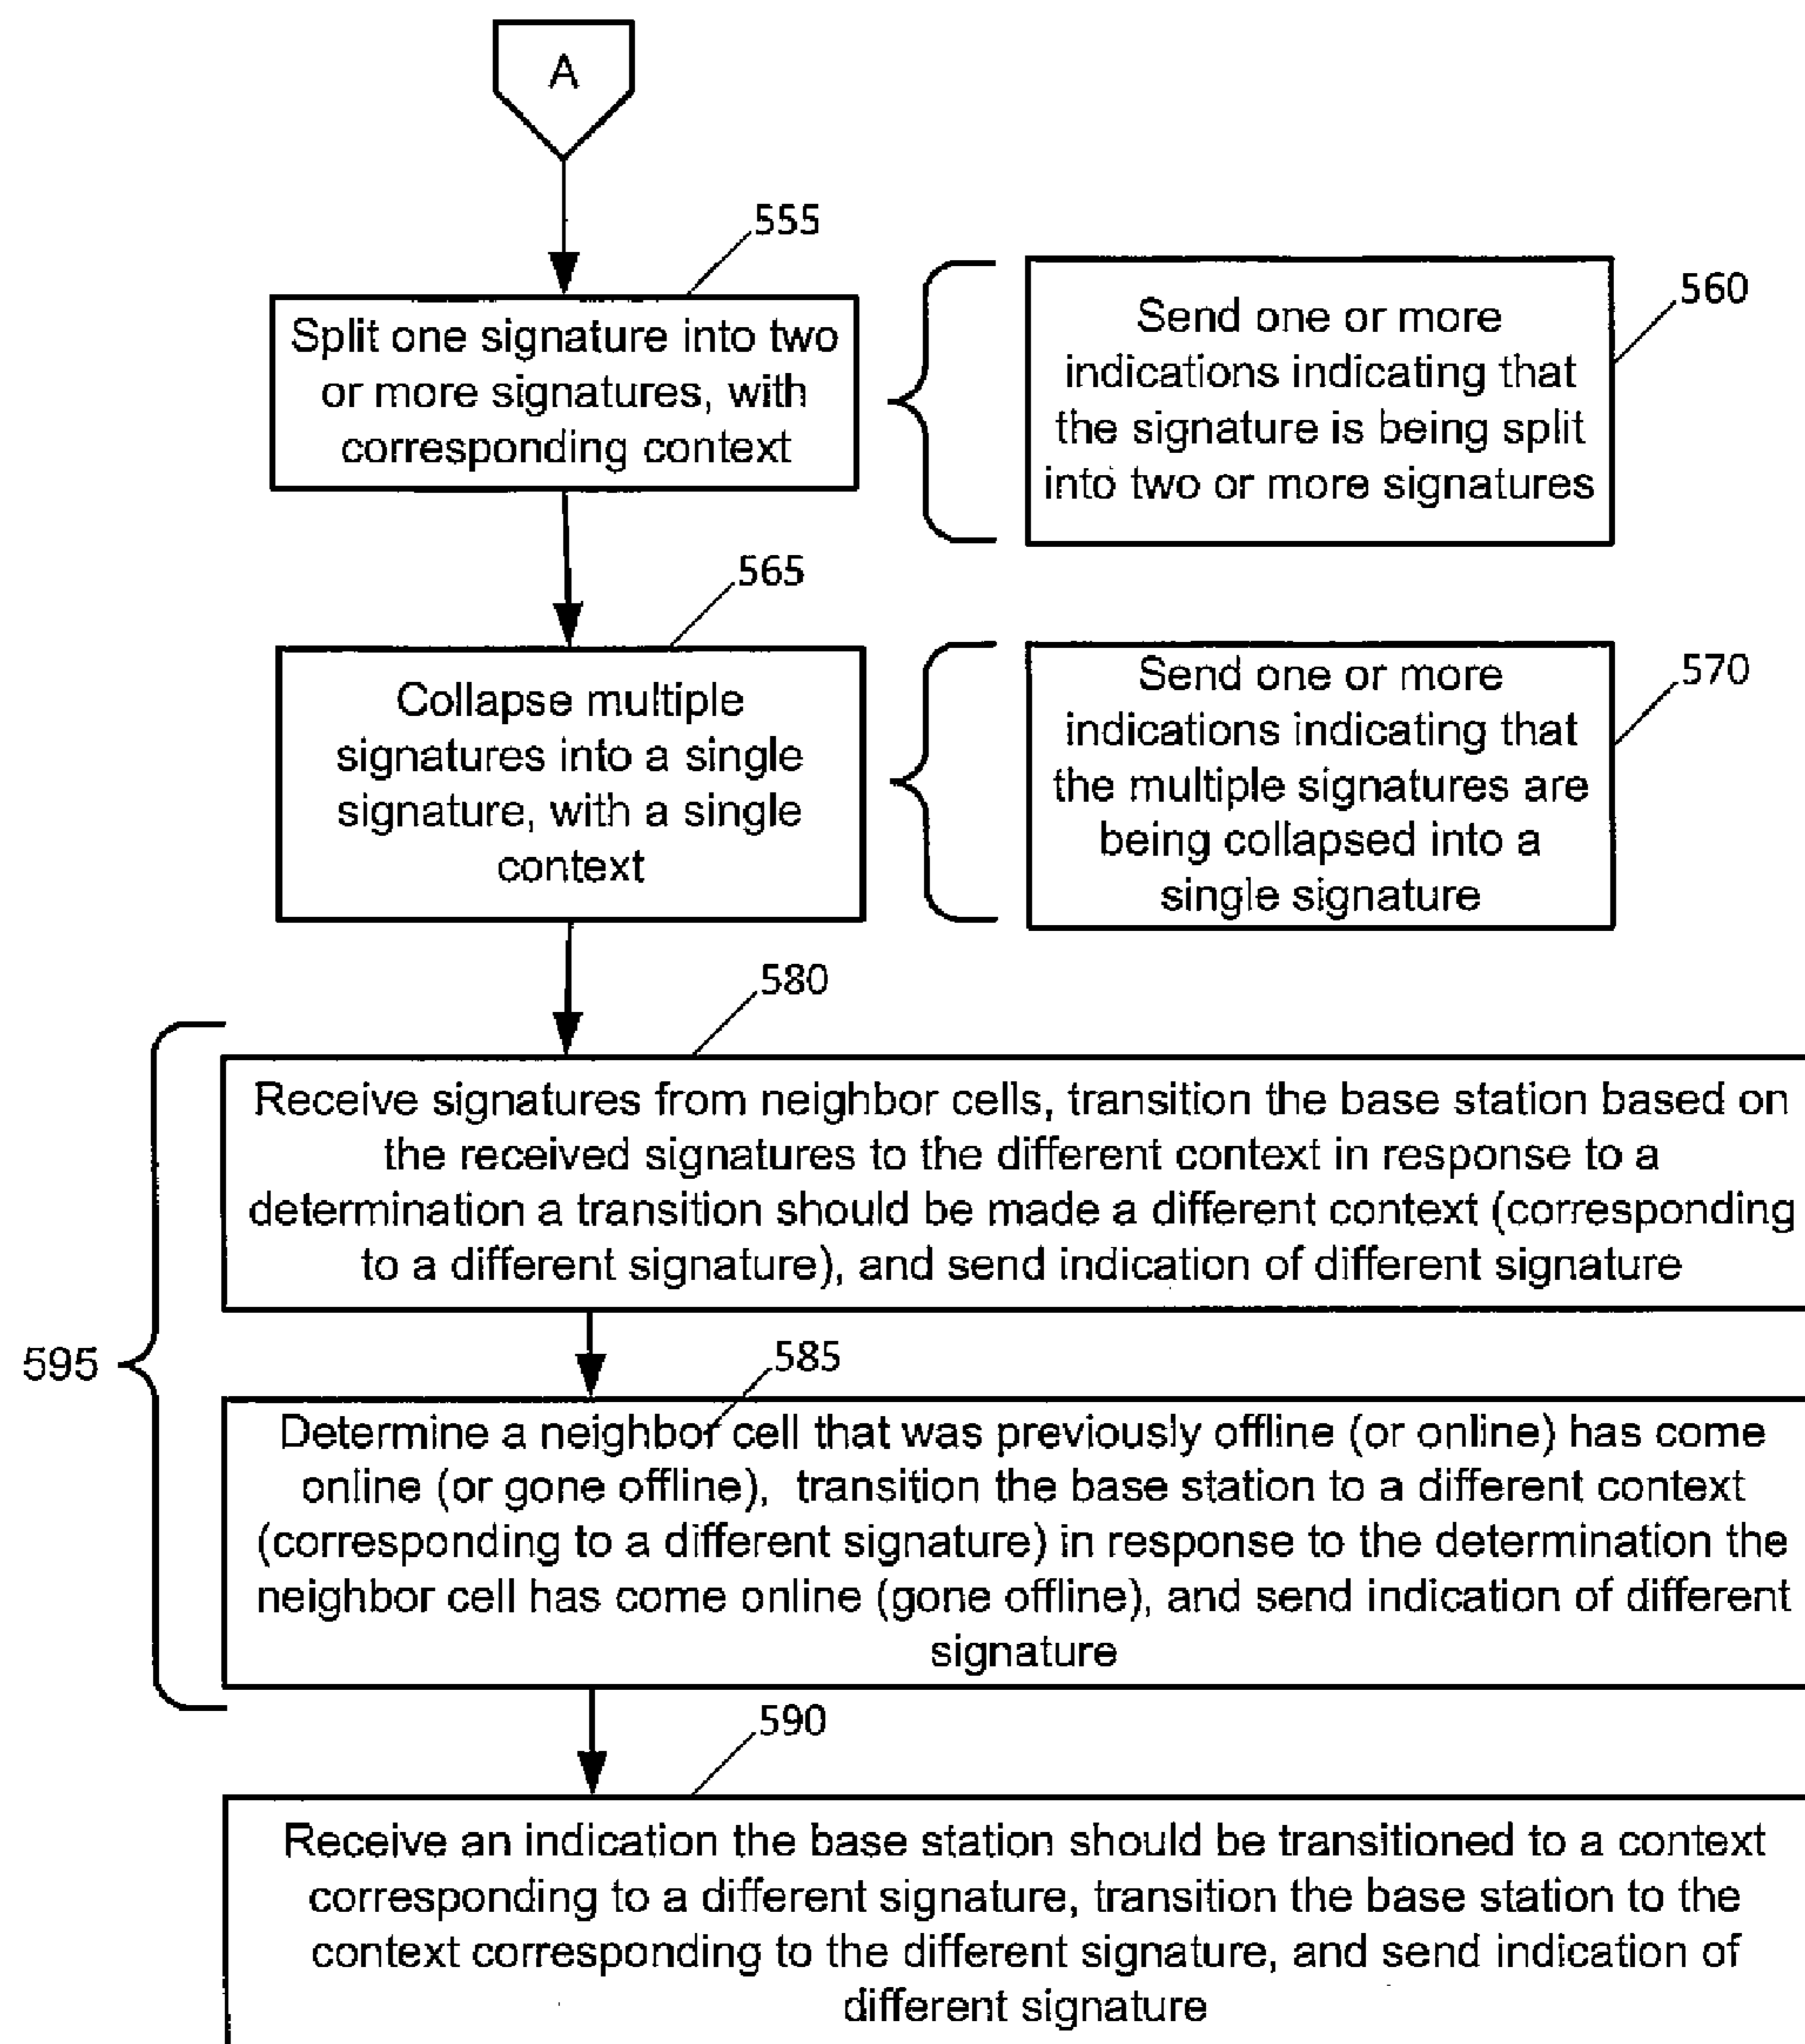 A
555
Split one signature into two
or more signatures, with
corresponding context
560
Send one or more
indications indicating that
the signature is being split
into two or more signatures
565
Collapse multiple
signatures into a single
signature, with a single
context
570
Send one or more
indications indicating that
the multiple signatures are
being collapsed into a
single signature
580
Receive signatures from neighbor cells, transition the base station based on
the received signatures to the different context in response to a
determination a transition should be made a different context (corresponding
to a different signature), and send indication of different signature
595
585
Determine a neighbor cell that was previously offline (or online) has come
online (or gone offline), transition the base station to a different context
(corresponding to a different signature) in response to the determination the
neighbor cell has come online (gone offline), and send indication of different
signature
590
Receive an indication the base station should be transitioned to a context
corresponding to a different signature, transition the base station to the
context corresponding to the different signature, and send indication of
different signature